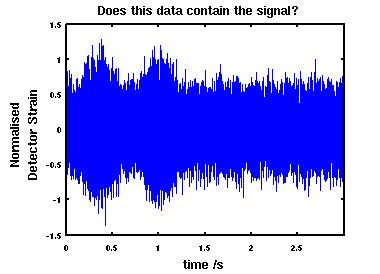 Does this data contain the signal?
1.5
1
0.5
0
-0.5
-1
-1.5
Normalised
Detector Strain
0 0.5 1 1.5 2 2.5
time /s